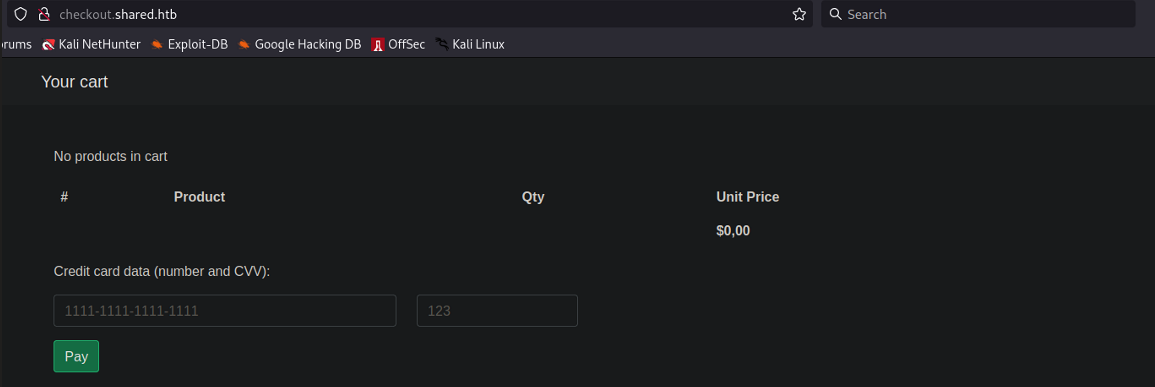 checkout.shared.htb Search
rums Kali NetHunter Exploit-DB Google Hacking DB OffSec Kali Linux
Your cart
No products in cart
# Product Qty Unit Price
$0,00
Credit card data (number and CVV):
1111-1111-1111-1111 123
Pay